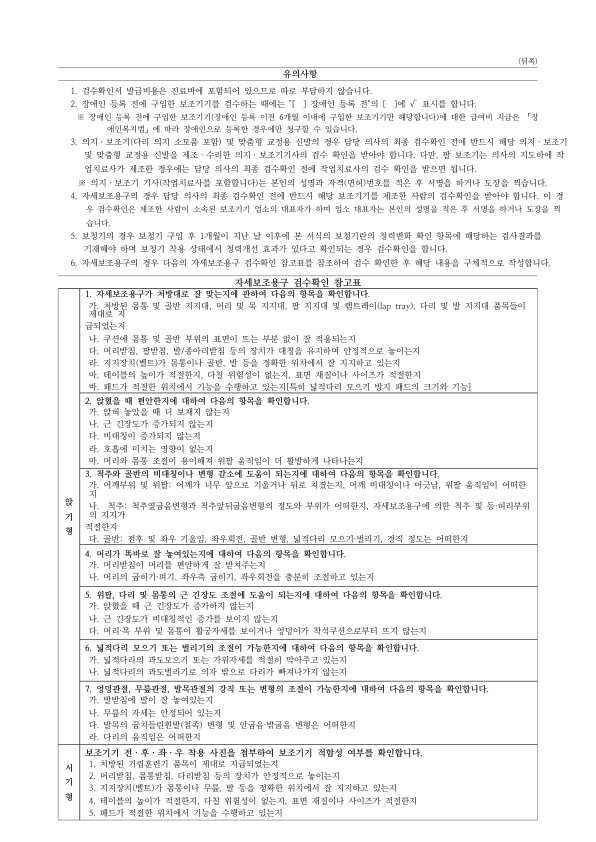 (뒤쪽)
유의사항
1. 검수확인서 발급비용은 진료비에 포함되어 있으므로 따로 부담하지 않습니다.
2. 장애인 등록 전에 구입한 보조기기를 검수하는 때에는 "[  ] 장애인 등록 전"의 [  ]에 √ 표시를 합니다.
※ 장애인 등록 전에 구입한 보조기기(장애인 등록 이전 6개월 이내에 구입한 보조기기만 해당합니다)에 대한 급여비 지급은 「장
애인복지법」에 따라 장애인으로 등록한 경우에만 청구할 수 있습니다.
3. 의지·보조기(다리 의지 소모품 포함) 및 맞춤형 교정용 신발의 경우 담당 의사의 최종 검수확인 전에 반드시 해당 의지·보조기
및 맞춤형 교정용 신발을 제조·수리한 의지·보조기기사의 검수 확인을 받아야 합니다. 다만, 팔 보조기는 의사의 지도하에 작
업치료사가 제조한 경우에는 담당 의사의 최종 검수확인 전에 작업치료사의 검수 확인을 받으면 됩니다.
※ 의지·보조기 기사(작업치료사를 포함합니다)는 본인의 성명과 자격(면허)번호를 적은 후 서명을 하거나 도장을 찍습니다.
4. 자세보조용구의 경우 담당 의사의 최종 검수확인 전에 반드시 해당 보조기기를 제조한 사람의 검수확인을 받아야 합니다. 이 경
우 검수확인은 제조한 사람이 소속된 보조기기 업소의 대표자가 하며 업소 대표자는 본인의 성명을 적은 후 서명을 하거나 도장을 찍
습니다.
5. 보청기의 경우 보청기 구입 후 1개월이 지난 날 이후에 본 서식의 보청기란의 청력변화 확인 항목에 해당하는 검사결과를
기재해야 하며 보청기 착용 상태에서 청력개선 효과가 있다고 확인되는 경우 검수확인을 합니다.
6. 자세보조용구의 경우 다음의 자세보조용구 검수확인 참고표를 참조하여 검수 확인한 후 해당 내용을 구체적으로 작성합니다.
자세보조용구 검수확인 참고표
앉
기
형
1. 자세보조용구가 처방대로 잘 맞는지에 관하여 다음의 항목을 확인합니다.
가. 처방된 몸통 및 골반 지지대, 머리 및 목 지지대, 팔 지지대 및 랩트레이(lap tray), 다리 및 발 지지대 품목들이
제대로 지
급되었는지
나. 쿠션에 몸통 및 골반 부위의 표면이 뜨는 부분 없이 잘 적용되는지
다. 머리받침, 팔받침, 발/종아리받침 등의 장치가 대칭을 유지하며 안정적으로 놓이는지
라. 지지장치(벨트)가 몸통이나 골반, 발 등을 정확한 위치에서 잘 지지하고 있는지
마. 테이블의 높이가 적절한지, 다칠 위험성이 없는지, 표면 재질이나 사이즈가 적절한지
바. 패드가 적절한 위치에서 기능을 수행하고 있는지[특히 넓적다리 모으기 방지 패드의 크기와 기능]
2. 앉혔을 때 편안한지에 대하여 다음의 항목을 확인합니다.
가. 앉혀 놓았을 때 더 보채지 않는지
나. 근 긴장도가 증가되지 않는지
다. 비대칭이 증가되지 않는지
라. 호흡에 미치는 영향이 없는지
마. 머리와 몸통 조절이 용이해져 위팔 움직임이 더 활발하게 나타나는지
3. 척추와 골반의 비대칭이나 변형 감소에 도움이 되는지에 대하여 다음의 항목을 확인합니다.
가. 어깨부위 및 위팔: 어깨가 너무 앞으로 기울거나 뒤로 쳐졌는지, 어깨 비대칭이나 어긋남, 위팔 움직임이 어떠한
지
나. 척추: 척추옆굽음변형과 척추앞뒤굽음변형의 정도와 부위가 어떠한지, 자세보조용구에 의한 척추 및 등·허리부위
의 지지가
적절한지
다. 골반: 전후 및 좌우 기울임, 좌우회전, 골반 변형, 넓적다리 모으기·벌리기, 경직 정도는 어떠한지
4. 머리가 똑바로 잘 놓여있는지에 대하여 다음의 항목을 확인합니다.
가. 머리받침이 머리를 편안하게 잘 받쳐주는지
나. 머리의 굽히기·펴기, 좌우측 굽히기, 좌우회전을 충분히 조절하고 있는지
5. 위팔, 다리 및 몸통의 근 긴장도 조절에 도움이 되는지에 대하여 다음의 항목을 확인합니다.
가. 앉혔을 때 근 긴장도가 증가하지 않는지
나. 근 긴장도가 비대칭적인 증가를 보이지 않는지
다. 머리·목 부위 및 몸통이 활궁자세를 보이거나 엉덩이가 착석쿠션으로부터 뜨지 않는지
6. 넓적다리 모으기 또는 벌리기의 조절이 가능한지에 대하여 다음의 항목을 확인합니다.
가. 넓적다리의 과도모으기 또는 가위자세를 적절히 막아주고 있는지
나. 넓적다리의 과도벌리기로 의자 밖으로 다리가 빠져나가지 않는지
7. 엉덩관절, 무릎관절, 발목관절의 강직 또는 변형의 조절이 가능한지에 대하여 다음의 항목을 확인합니다.
가. 발받침에 발이 잘 놓여있는지
나. 무릎의 자세는 안정되어 있는지
다. 발목의 꿈치들린휜발(첨족) 변형 및 안굽음·밖굽음 변형은 어떠한지
라. 다리의 움직임은 어떠한지
서
기
형
보조기기 전·후·좌·우 착용 사진을 첨부하여 보조기기 적합성 여부를 확인합니다.
1. 처방된 기립훈련기 품목이 제대로 지급되었는지
2. 머리받침, 몸통받침, 다리받침 등의 장치가 안정적으로 놓이는지
3. 지지장치(벨트)가 몸통이나 무릎, 발 등을 정확한 위치에서 잘 지지하고 있는지
4. 테이블의 높이가 적절한지, 다칠 위험성이 없는지, 표면 재질이나 사이즈가 적절한지
5. 패드가 적절한 위치에서 기능을 수행하고 있는지